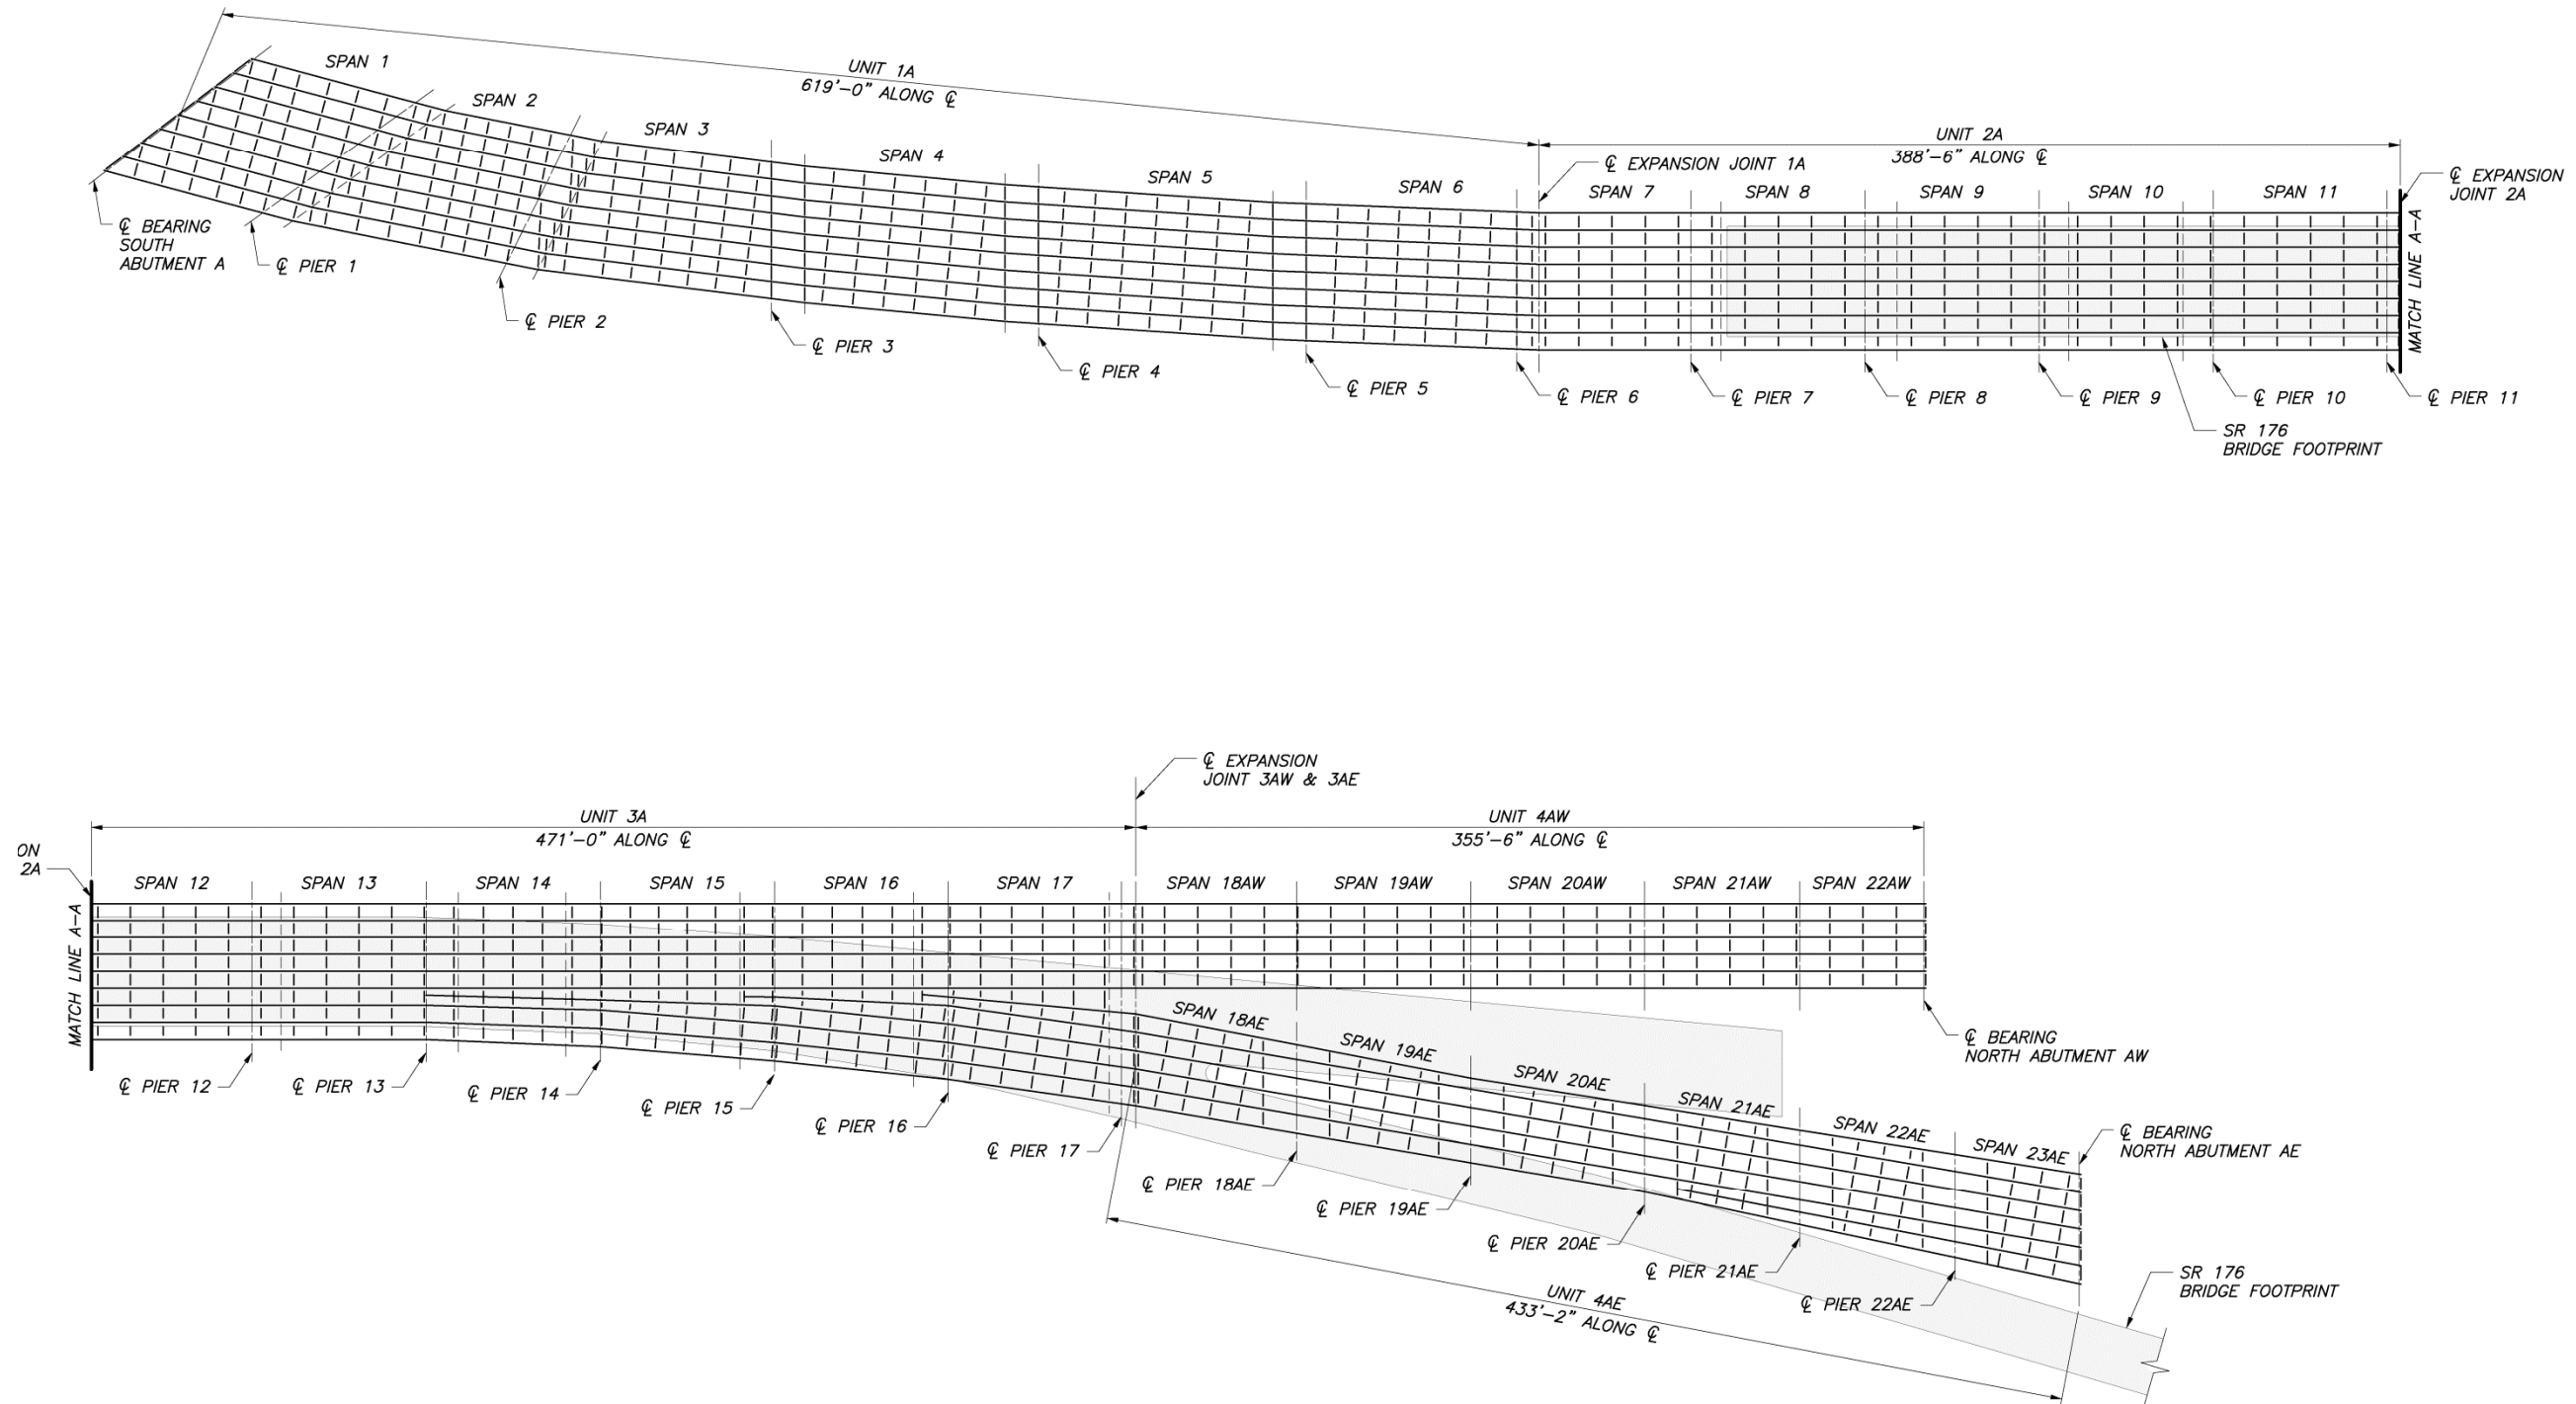 SPAN 1
SPAN 2
SPAN 3
SPAN 4
SPAN 5
SPAN 6
UNIT 1A
619'-0" ALONG ℄
UNIT 2A
388'-6" ALONG ℄
℄ EXPANSION JOINT 1A
SPAN 7
SPAN 8
SPAN 9
SPAN 10
SPAN 11
℄ EXPANSION
JOINT 2A
MATCH LINE A-A
℄ BEARING
SOUTH
ABUTMENT A
℄ PIER 1
℄ PIER 2
℄ PIER 3
℄ PIER 4
℄ PIER 5
℄ PIER 6
℄ PIER 7
℄ PIER 8
℄ PIER 9
℄ PIER 10
℄ PIER 11
SR 176
BRIDGE FOOTPRINT
℄ EXPANSION
JOINT 3AW & 3AE
UNIT 3A
471'-0" ALONG ℄
UNIT 4AW
355'-6" ALONG ℄
ON
2A
SPAN 12
SPAN 13
SPAN 14
SPAN 15
SPAN 16
SPAN 17
SPAN 18AW
SPAN 19AW
SPAN 20AW
SPAN 21AW
SPAN 22AW
MATCH LINE A-A
SPAN 18AE
SPAN 19AE
SPAN 20AE
SPAN 21AE
SPAN 22AE
SPAN 23AE
℄ BEARING
NORTH ABUTMENT AW
℄ BEARING
NORTH ABUTMENT AE
℄ PIER 12
℄ PIER 13
℄ PIER 14
℄ PIER 15
℄ PIER 16
℄ PIER 17
℄ PIER 18AE
℄ PIER 19AE
℄ PIER 20AE
℄ PIER 21AE
℄ PIER 22AE
UNIT 4AE
433'-2" ALONG ℄
SR 176
BRIDGE FOOTPRINT